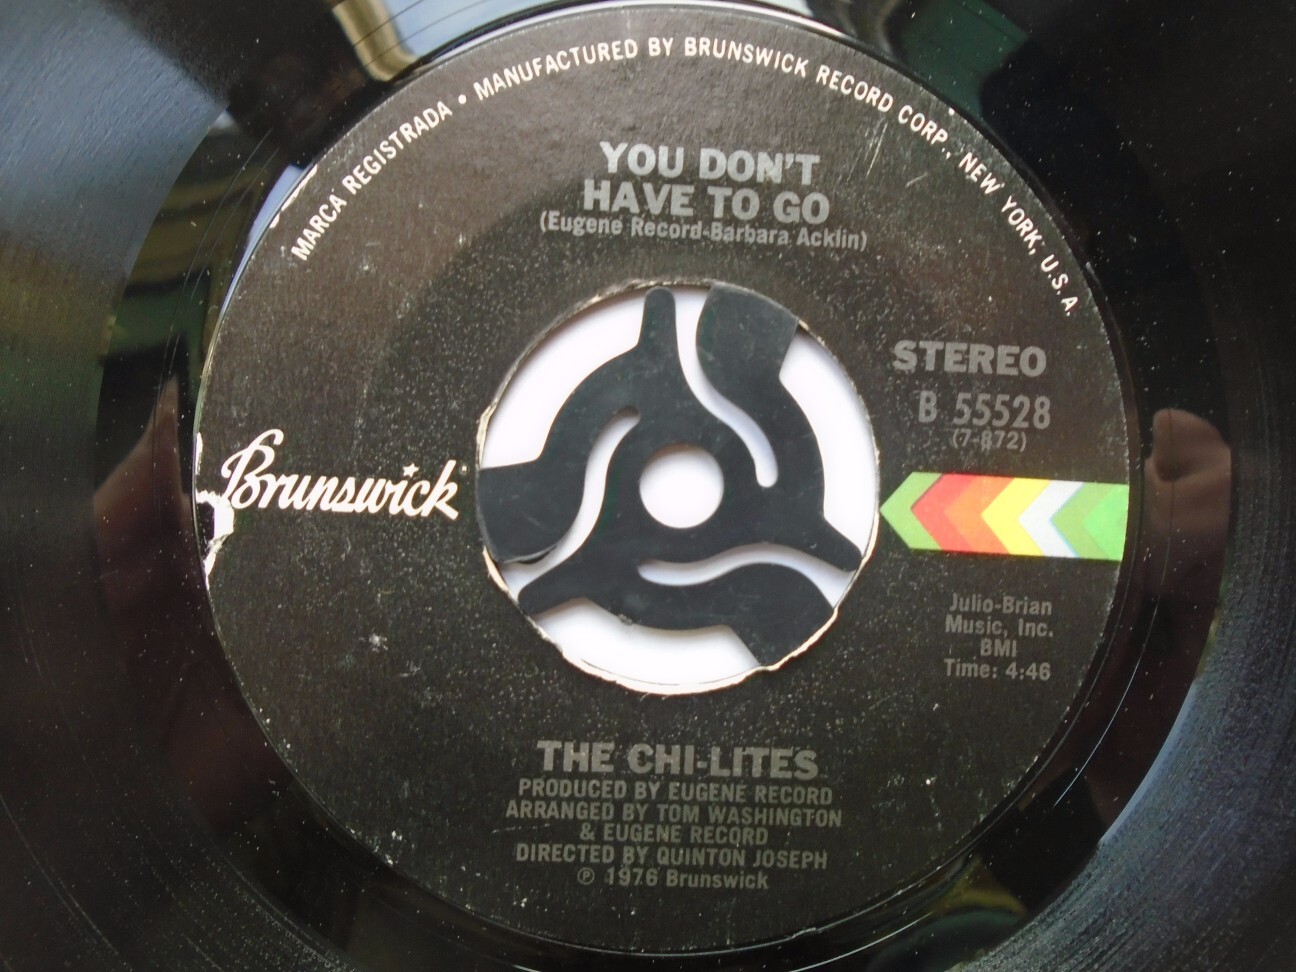 MARCA REGISTRADA • MANUFACTURED BY BRUNSWICK RECORD CORP., NEW YORK, U.S.A.
YOU DON'T
HAVE TO GO
(Eugene Record-Barbara Acklin)
STEREO
B 55528
(7-872)
Brunswick
Julio-Brian
Music, Inc.
BMI
Time: 4:46
THE CHI-LITES
PRODUCED BY EUGENE RECORD
ARRANGED BY TOM WASHINGTON
& EUGENE RECORD
DIRECTED BY QUINTON JOSEPH
℗ 1976 Brunswick